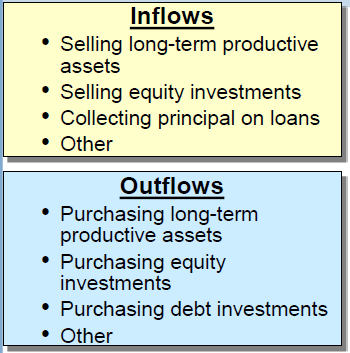 Inflows
• Selling long-term productive
assets
• Selling equity investments
• Collecting principal on loans
• Other
Outflows
• Purchasing long-term
productive assets
• Purchasing equity
investments
• Purchasing debt investments
• Other